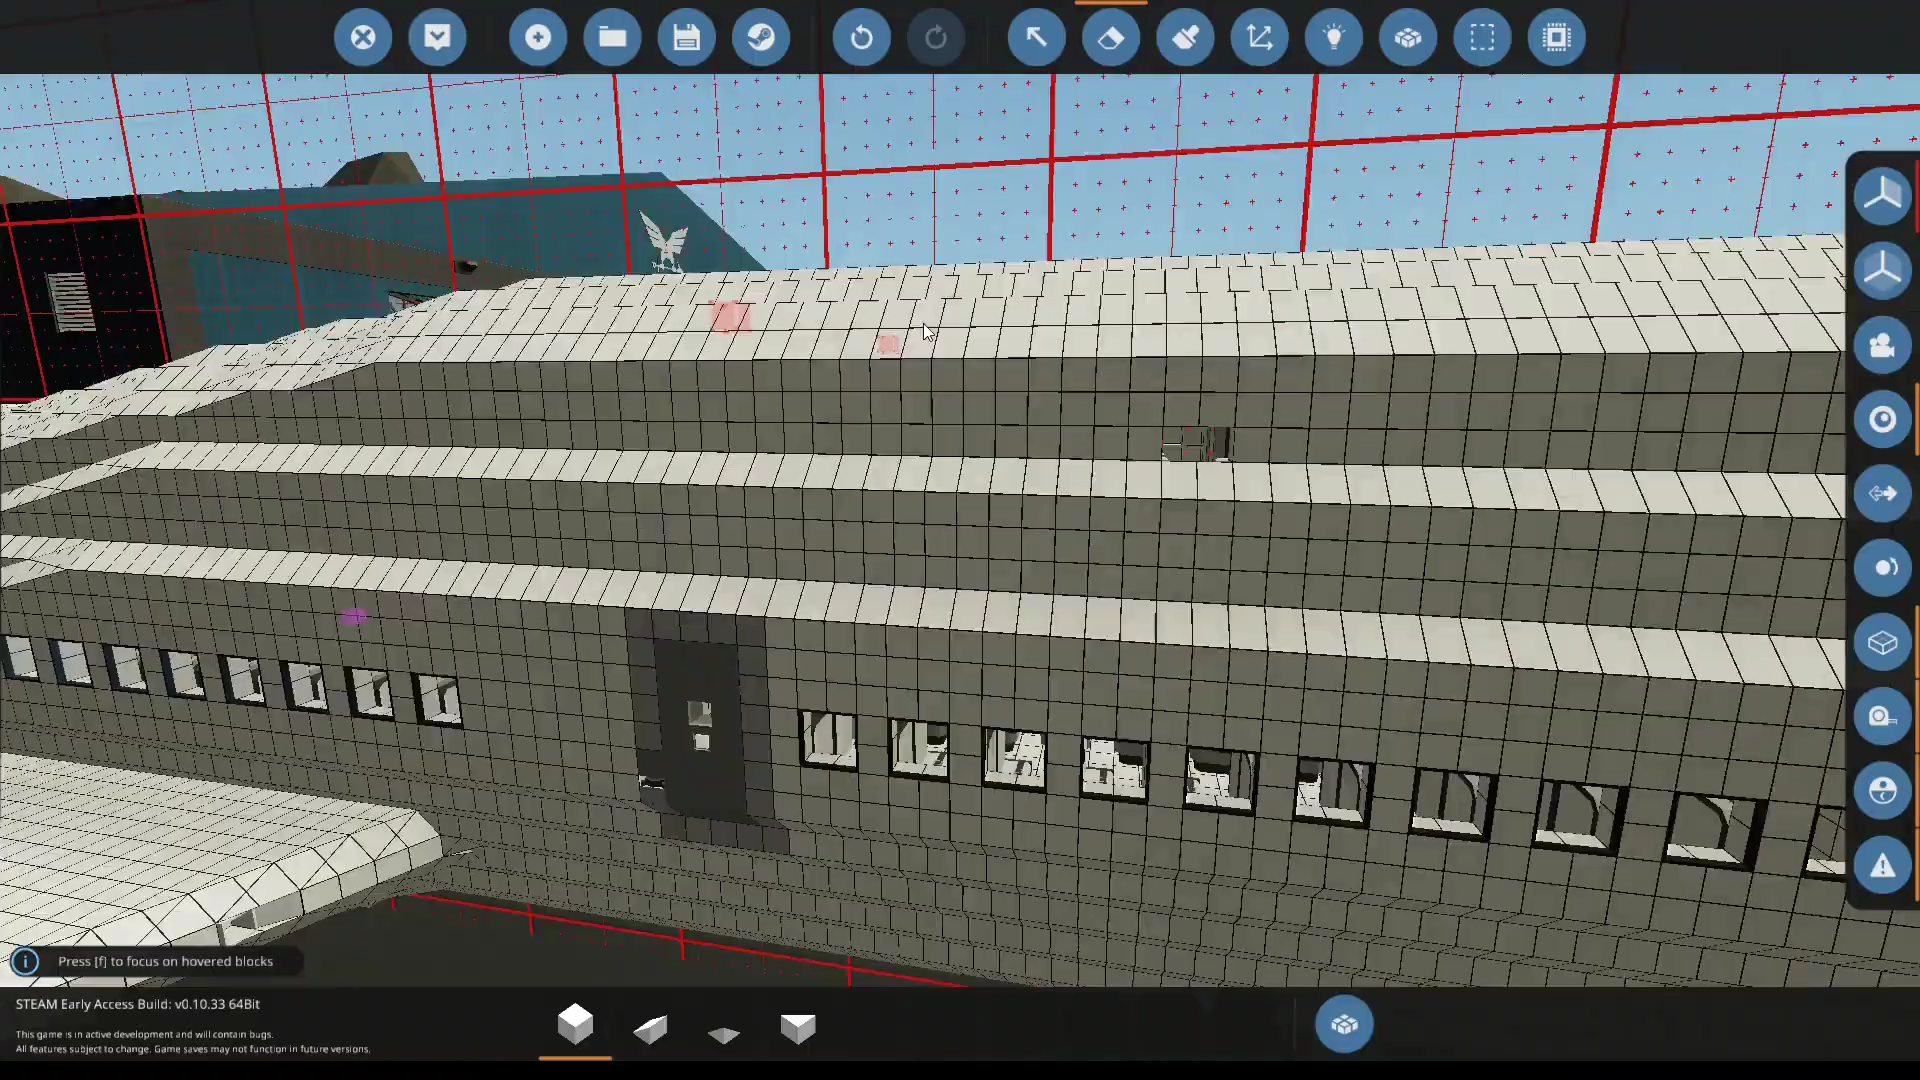 Press [f] to focus on hovered blocks
STEAM Early Access Build: v0.10.33 64Bit
This game is in active development and will contain bugs.
All features subject to change. Game saves may not function in future versions.